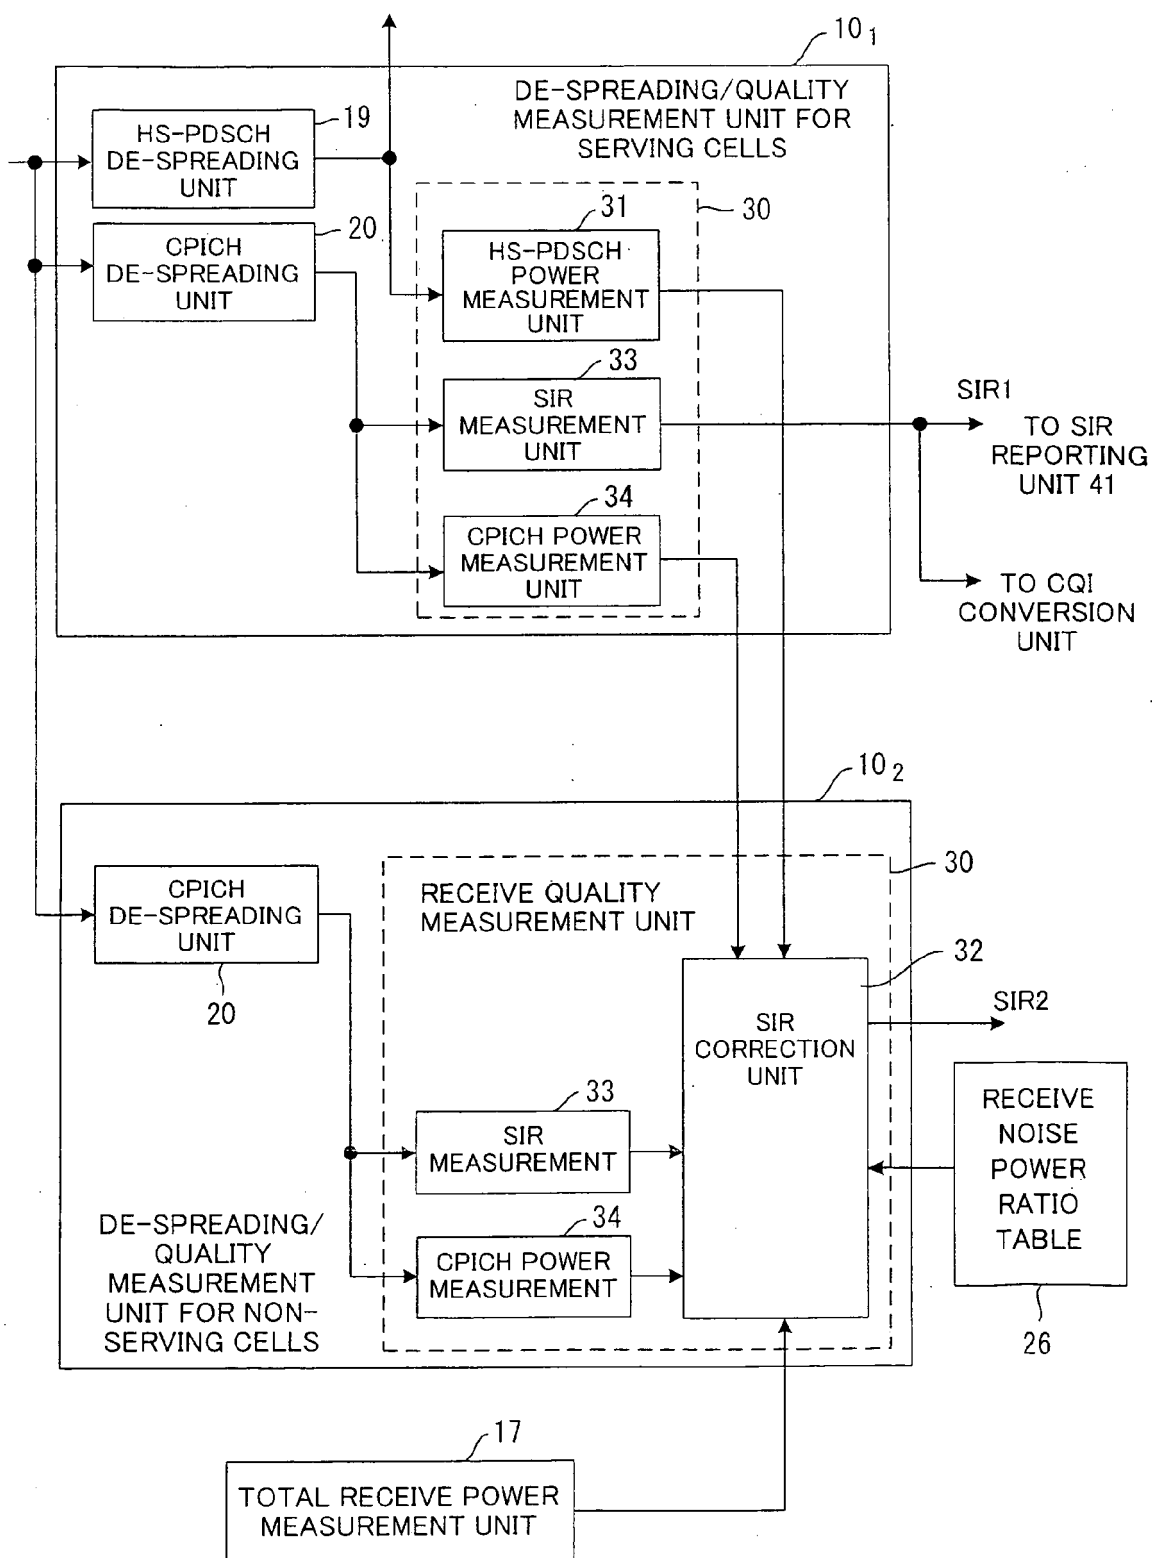 10 1
DE-SPREADING/QUALITY
MEASUREMENT UNIT FOR
SERVING CELLS
19
HS-PDSCH
DE-SPREADING
UNIT
20
CPICH
DE-SPREADING
UNIT
30
31
HS-PDSCH
POWER
MEASUREMENT
UNIT
33
SIR
MEASUREMENT
UNIT
SIR1
TO SIR
REPORTING
UNIT 41
34
CPICH POWER
MEASUREMENT
UNIT
TO CQI
CONVERSION
UNIT
10 2
30
CPICH
DE-SPREADING
UNIT
20
RECEIVE QUALITY
MEASUREMENT UNIT
32
SIR
CORRECTION
UNIT
SIR2
33
SIR
MEASUREMENT
RECEIVE
NOISE
POWER
RATIO
TABLE
26
34
CPICH POWER
MEASUREMENT
DE-SPREADING/
QUALITY
MEASUREMENT
UNIT FOR NON-
SERVING CELLS
17
TOTAL RECEIVE POWER
MEASUREMENT UNIT